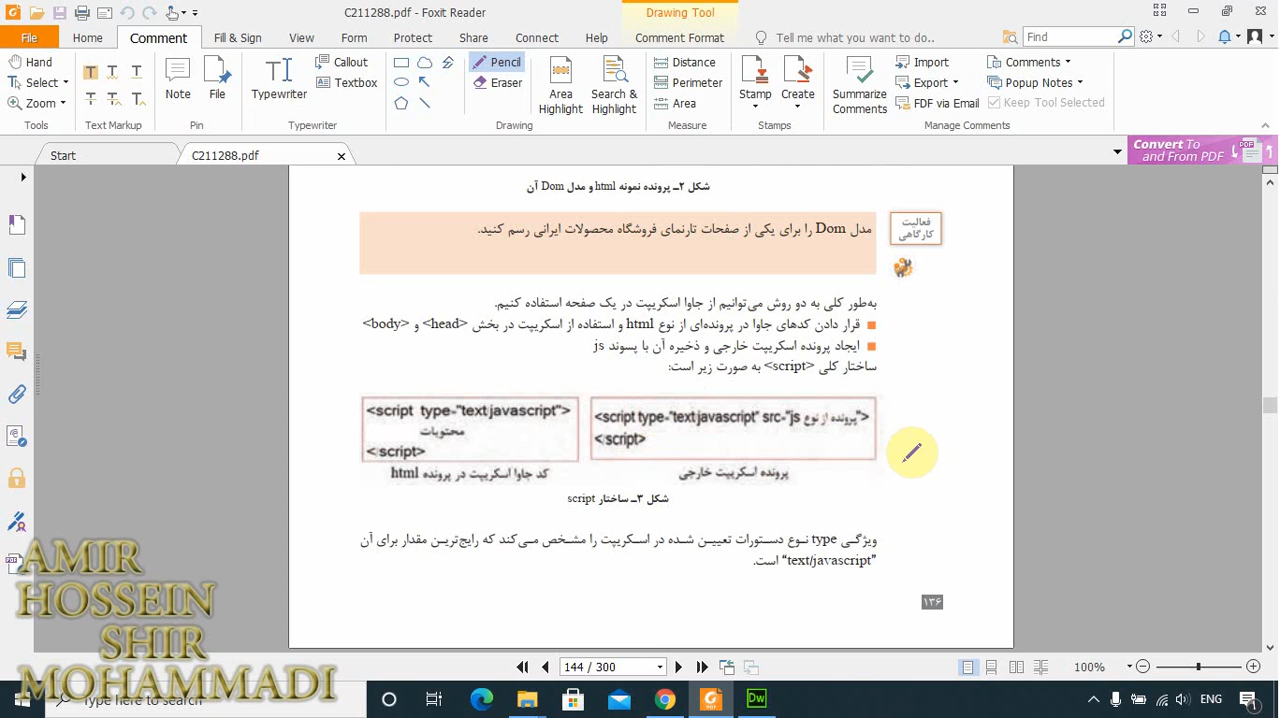 C211288.pdf - Foxit Reader
Drawing Tool
File
Home
Comment
Fill & Sign
View
Form
Protect
Share
Connect
Help
Comment Format
Tell me what you want to do..
Find
Hand
Select
Zoom
Tools
Text Markup
Note
File
Pin
Typewriter
Callout
Textbox
Typewriter
Pencil
Eraser
Drawing
Area Highlight
Search & Highlight
Distance
Perimeter
Area
Measure
Stamp
Create
Stamps
Summarize Comments
Import
Export
FDF via Email
Comments
Popup Notes
Keep Tool Selected
Manage Comments
Start
C211288.pdf
Convert To
and From PDF
شکل ۲ـ پرونده نمونه html و مدل Dom آن
فعالیت
کارگاهی
مدل Dom را برای یکی از صفحات تارنمای فروشگاه محصولات ایرانی رسم کنید.
به‌طور کلی به دو روش می‌توانیم از جاوا اسکریپت در یک صفحه استفاده کنیم.
قرار دادن کدهای جاوا در پرونده‌ای از نوع html و استفاده از اسکریپت در بخش <head> و <body>
ایجاد پرونده اسکریپت خارجی و ذخیره آن با پسوند js
ساختار کلی <script> به صورت زیر است:
<script type="text/javascript" src="js پرونده از نوع">
</script>
پرونده اسکریپت خارجی
<script type="text/javascript">
محتویات
</script>
کد جاوا اسکریپت در پرونده html
شکل ۳ـ ساختار script
ویژگی type نوع دستورات تعیین شده در اسکریپت را مشخص می‌کند که رایج‌ترین مقدار برای آن
"text/javascript" است.
۱۳۶
AMIR
HOSSEIN
SHIR
MOHAMMADI
144 / 300
100%
Type here to search
Dw
ENG